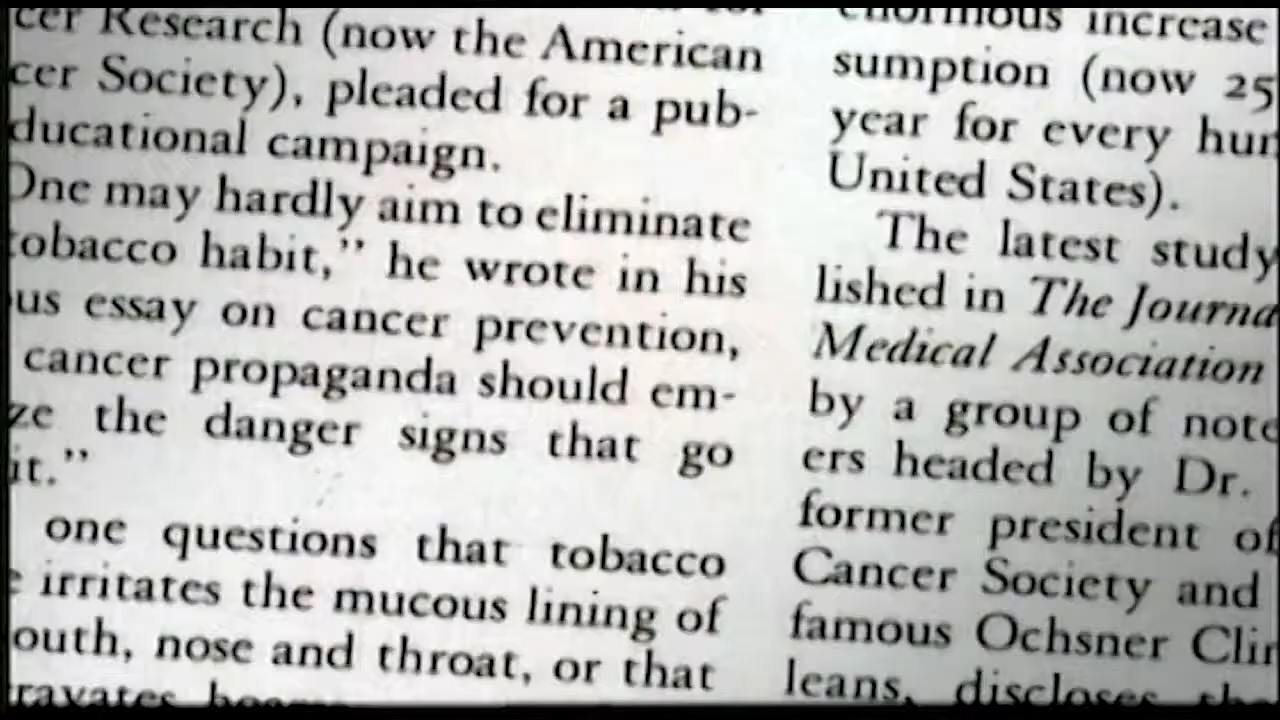 cer Research (now the American
cer Society), pleaded for a pub-
ducational campaign.
One may hardly aim to eliminate
tobacco habit,” he wrote in his
us essay on cancer prevention,
cancer propaganda should em-
ze the danger signs that go
it.”
one questions that tobacco
irritates the mucous lining of
outh, nose and throat, or that
enormous increase
sumption (now 25
year for every hun
United States).
The latest study
lished in The Journa
Medical Association
by a group of note
ers headed by Dr.
former president of
Cancer Society and
famous Ochsner Clin
leans, discloses